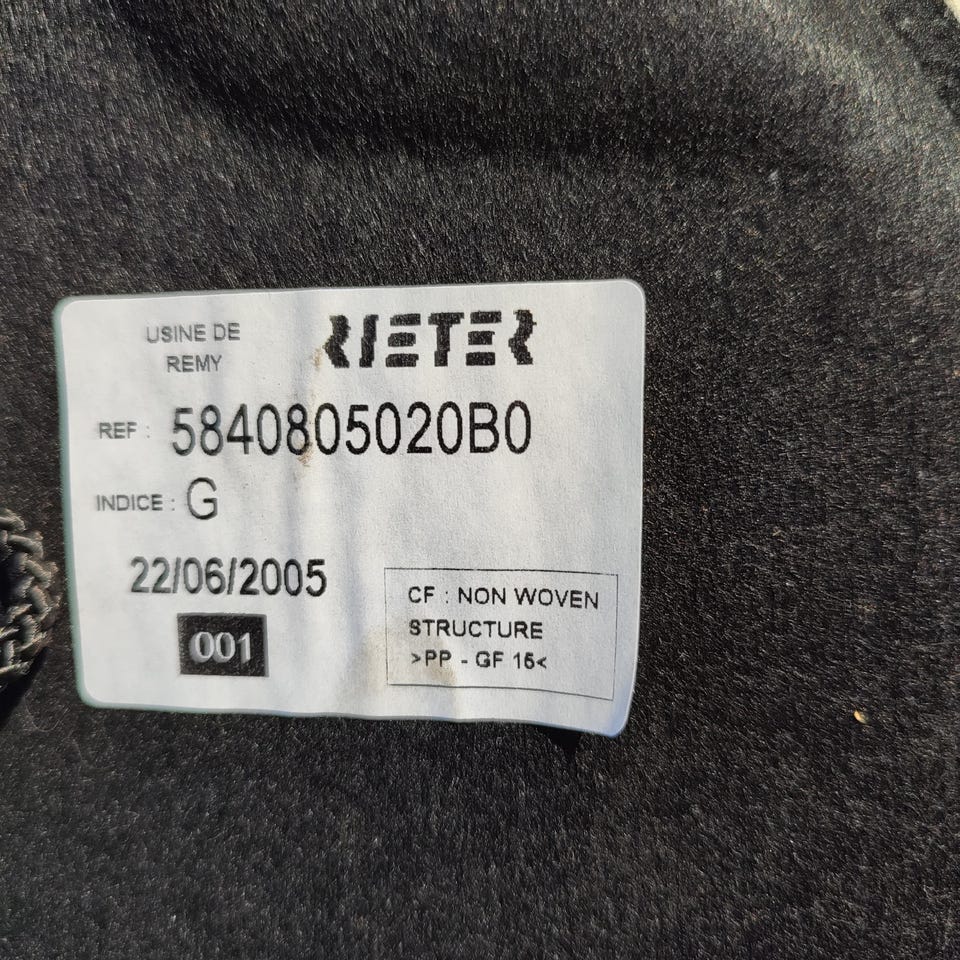 USINE DE
REMY
RIETER
REF : 5840805020B0
INDICE : G
22/06/2005
001
CF : NON WOVEN
STRUCTURE
>PP - GF 15<